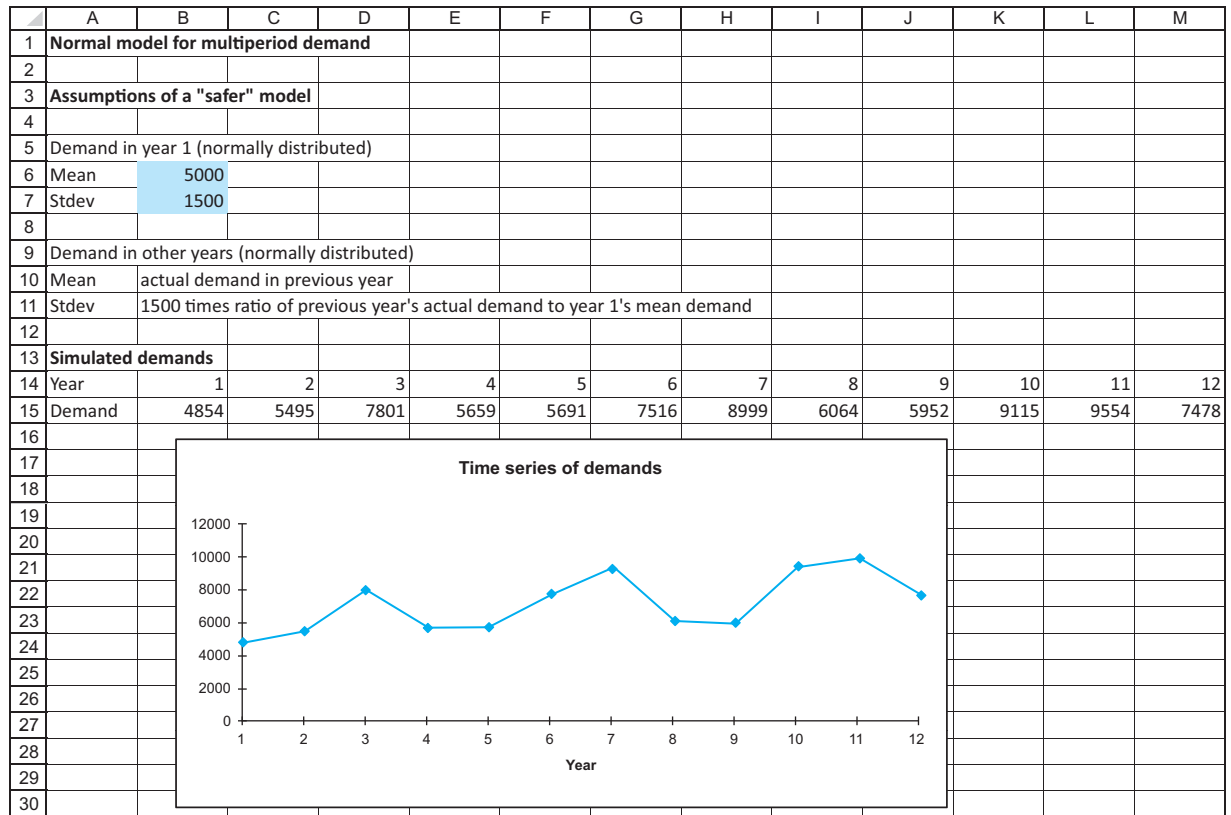 A B C D E F G H I J K L M
1 Normal model for multiperiod demand
2
3 Assumptions of a "safer" model
4
5 Demand in year 1 (normally distributed)
6 Mean 5000
7 Stdev 1500
8
9 Demand in other years (normally distributed)
10 Mean actual demand in previous year
11 Stdev 1500 times ratio of previous year's actual demand to year 1's mean demand
12
13 Simulated demands
14 Year 1 2 3 4 5 6 7 8 9 10 11 12
15 Demand 4854 5495 7801 5659 5691 7516 8999 6064 5952 9115 9554 7478
16
17
18
19
20
21
22
23
24
25
26
27
28
29
30
Time series of demands
12000
10000
8000
6000
4000
2000
0
1 2 3 4 5 6 7 8 9 10 11 12
Year